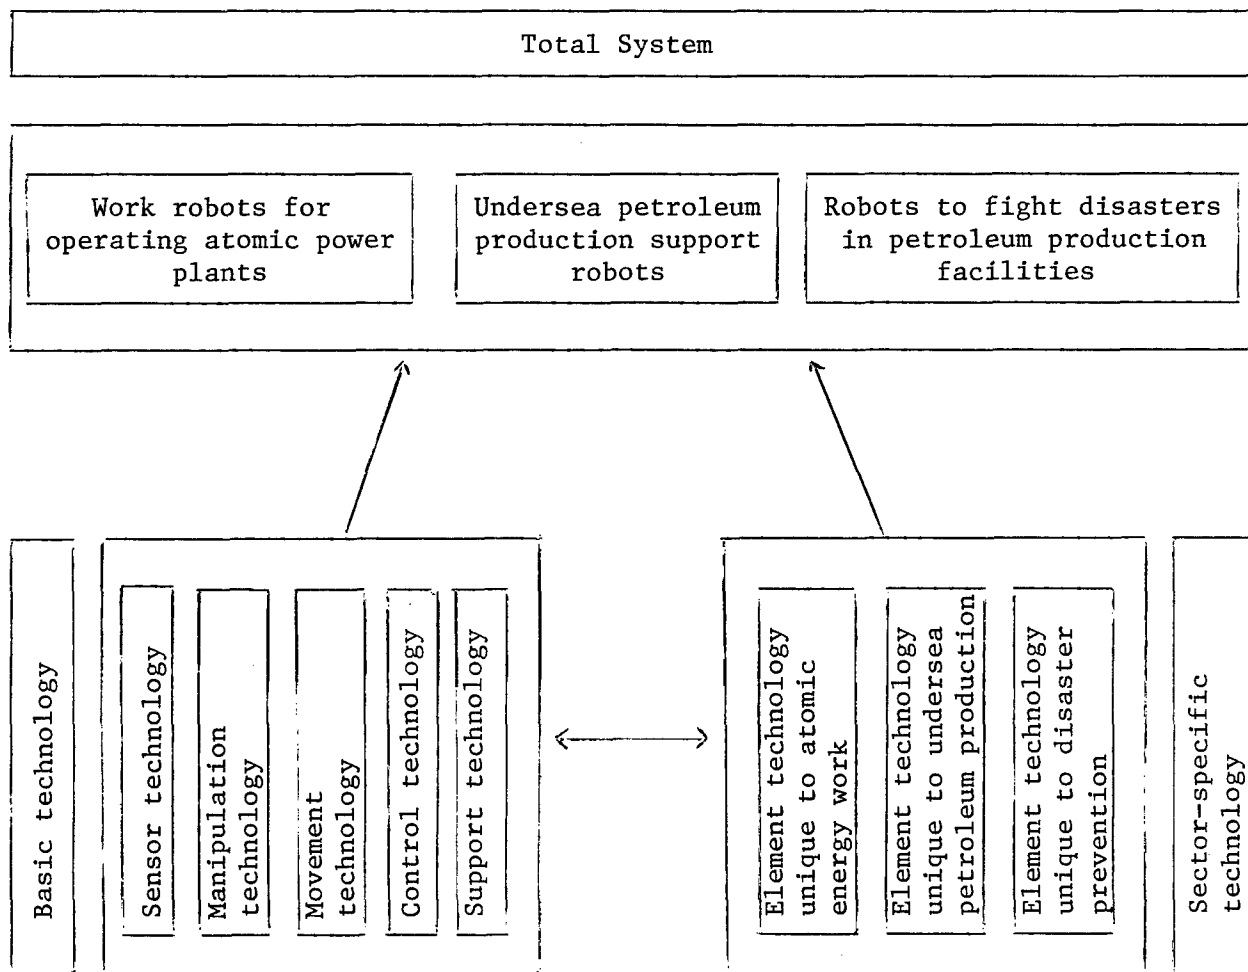 Total System
Work robots for
operating atomic power
plants
Undersea petroleum
production support
robots
Robots to fight disasters
in petroleum production
facilities
Basic technology
Sensor technology
Manipulation
technology
Movement
technology
Control technology
Support technology
Element technology
unique to atomic
energy work
Element technology
unique to undersea
petroleum production
Element technology
unique to disaster
prevention
Sector-specific
technology